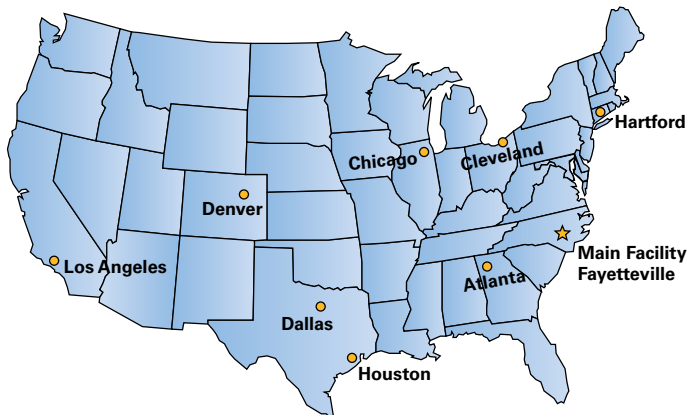 Hartford
Chicago
Cleveland
Denver
Main Facility
Fayetteville
Los Angeles
Atlanta
Dallas
Houston